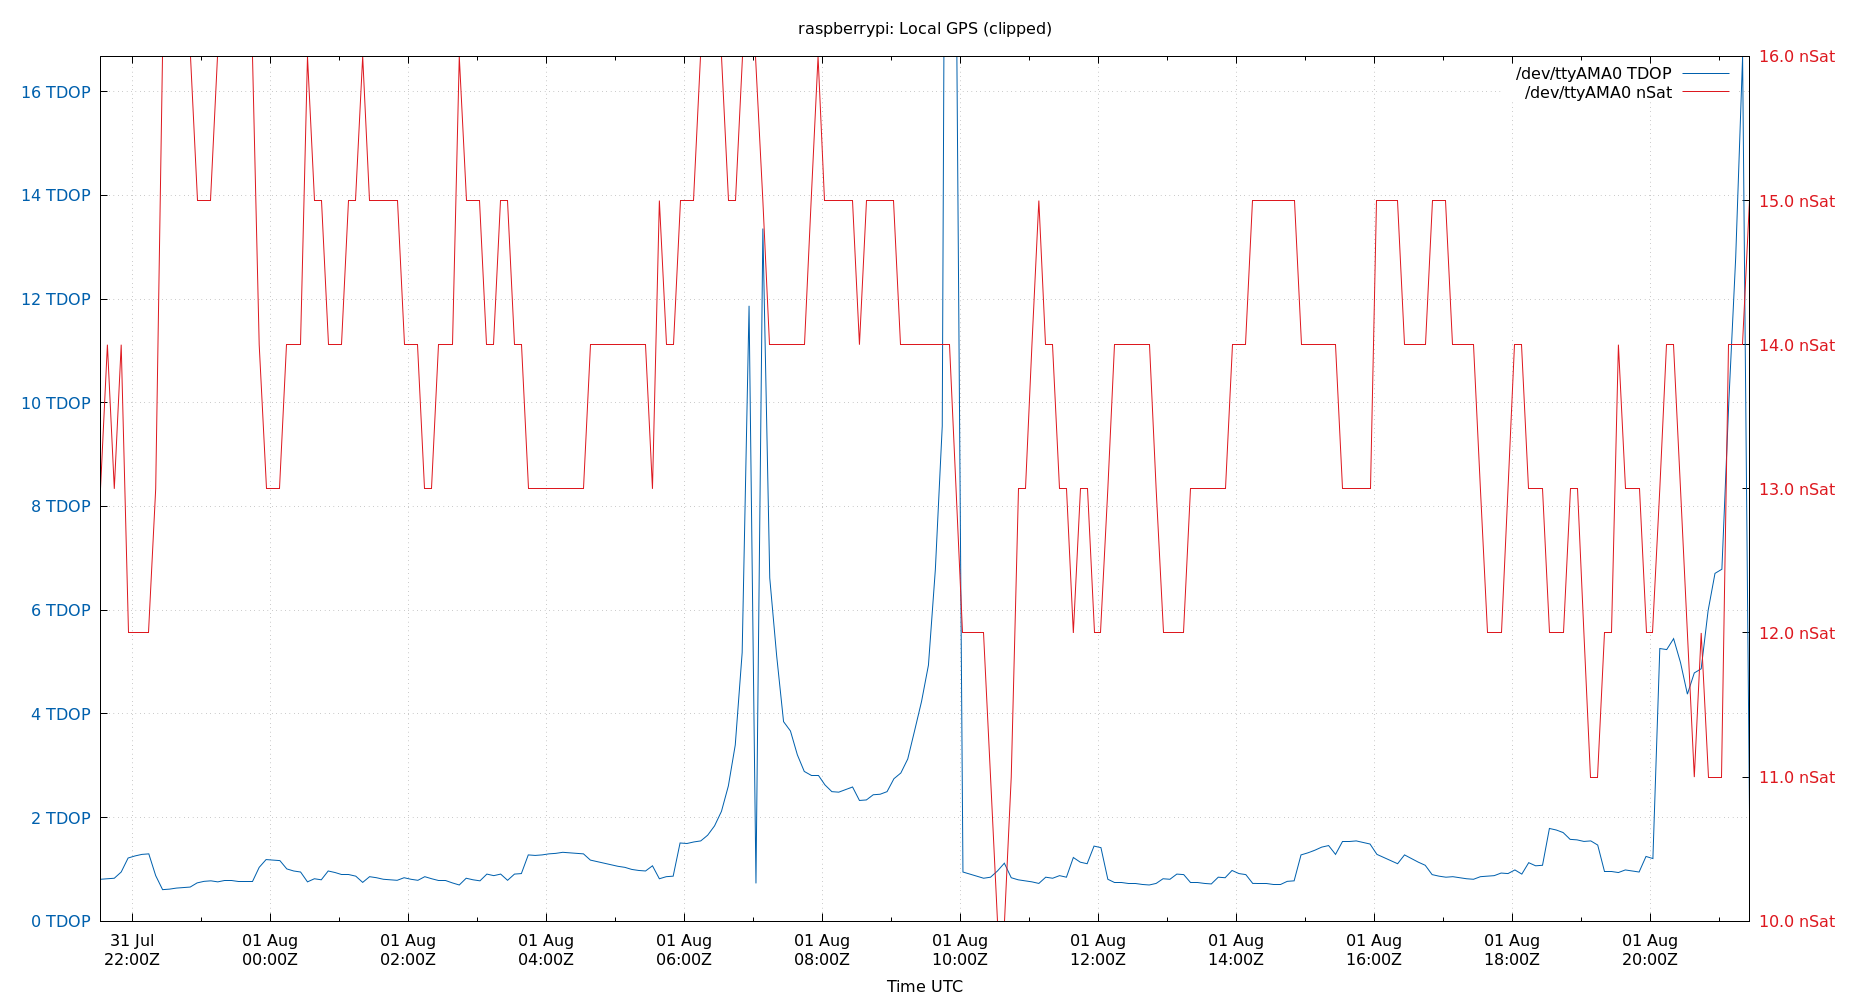 raspberrypi: Local GPS (clipped)
/dev/ttyAMA0 TDOP
/dev/ttyAMA0 nSat
16 TDOP
14 TDOP
12 TDOP
10 TDOP
8 TDOP
6 TDOP
4 TDOP
2 TDOP
0 TDOP
16.0 nSat
15.0 nSat
14.0 nSat
13.0 nSat
12.0 nSat
11.0 nSat
10.0 nSat
31 Jul 01 Aug 01 Aug 01 Aug 01 Aug 01 Aug 01 Aug 01 Aug 01 Aug 01 Aug 01 Aug 01 Aug
22:00Z 00:00Z 02:00Z 04:00Z 06:00Z 08:00Z 10:00Z 12:00Z 14:00Z 16:00Z 18:00Z 20:00Z
Time UTC